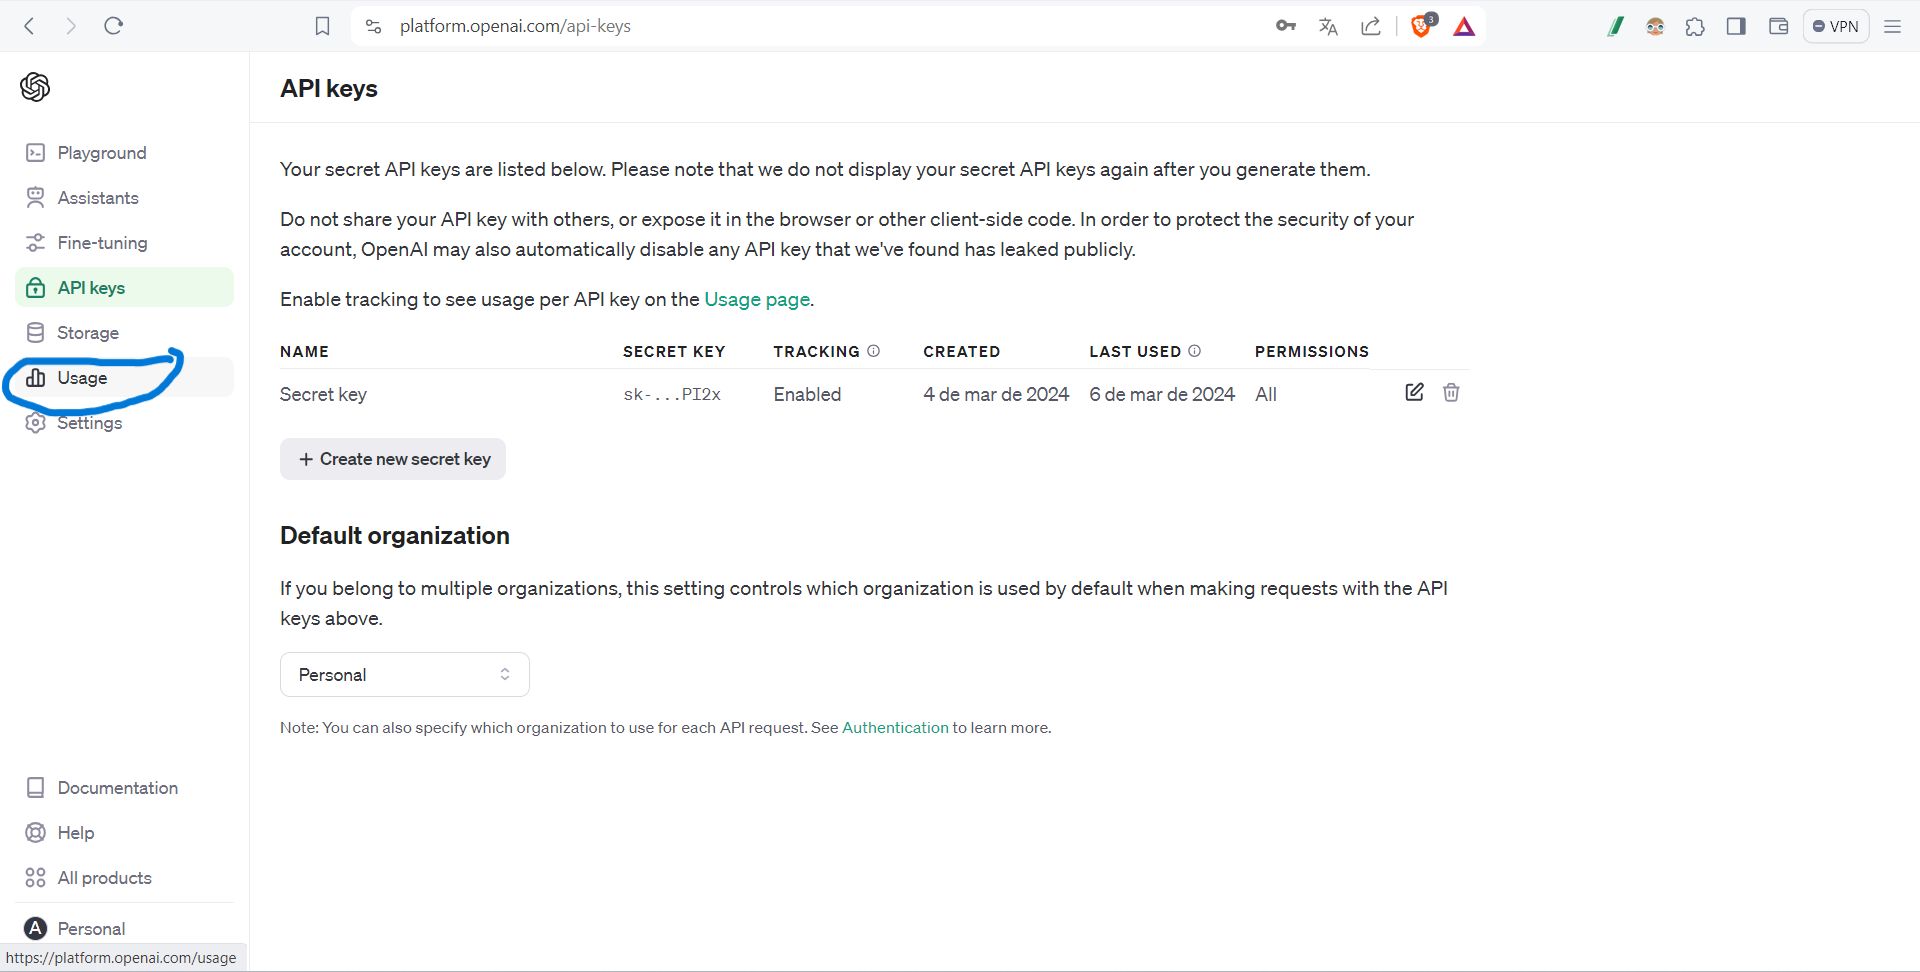 platform.openai.com/api-keys
3
VPN
API keys
Playground
Assistants
Fine-tuning
API keys
Storage
Usage
Settings
Your secret API keys are listed below. Please note that we do not display your secret API keys again after you generate them.
Do not share your API key with others, or expose it in the browser or other client-side code. In order to protect the security of your
account, OpenAI may also automatically disable any API key that we've found has leaked publicly.
Enable tracking to see usage per API key on the Usage page.
NAME SECRET KEY TRACKING CREATED LAST USED PERMISSIONS
Secret key sk-...PI2x Enabled 4 de mar de 2024 6 de mar de 2024 All
+ Create new secret key
Default organization
If you belong to multiple organizations, this setting controls which organization is used by default when making requests with the API
keys above.
Personal
Note: You can also specify which organization to use for each API request. See Authentication to learn more.
Documentation
Help
All products
A Personal
https://platform.openai.com/usage